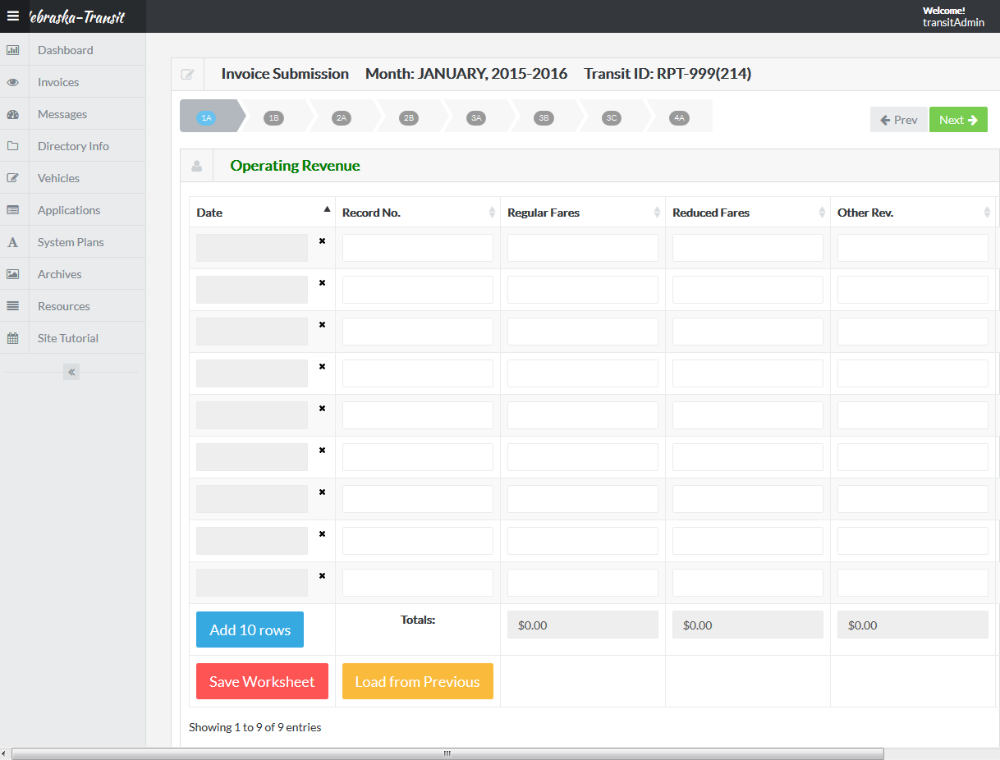 ebraska-Transit
Welcome!
transitAdmin
Dashboard
Invoices
Messages
Directory Info
Vehicles
Applications
System Plans
Archives
Resources
Site Tutorial
Invoice Submission Month: JANUARY, 2015-2016 Transit ID: RPT-999(214)
1A 1B 2A 2B 3A 3B 3C 4A
Prev Next
Operating Revenue
Date Record No. Regular Fares Reduced Fares Other Rev.
Add 10 rows Totals: $0.00 $0.00 $0.00
Save Worksheet Load from Previous
Showing 1 to 9 of 9 entries